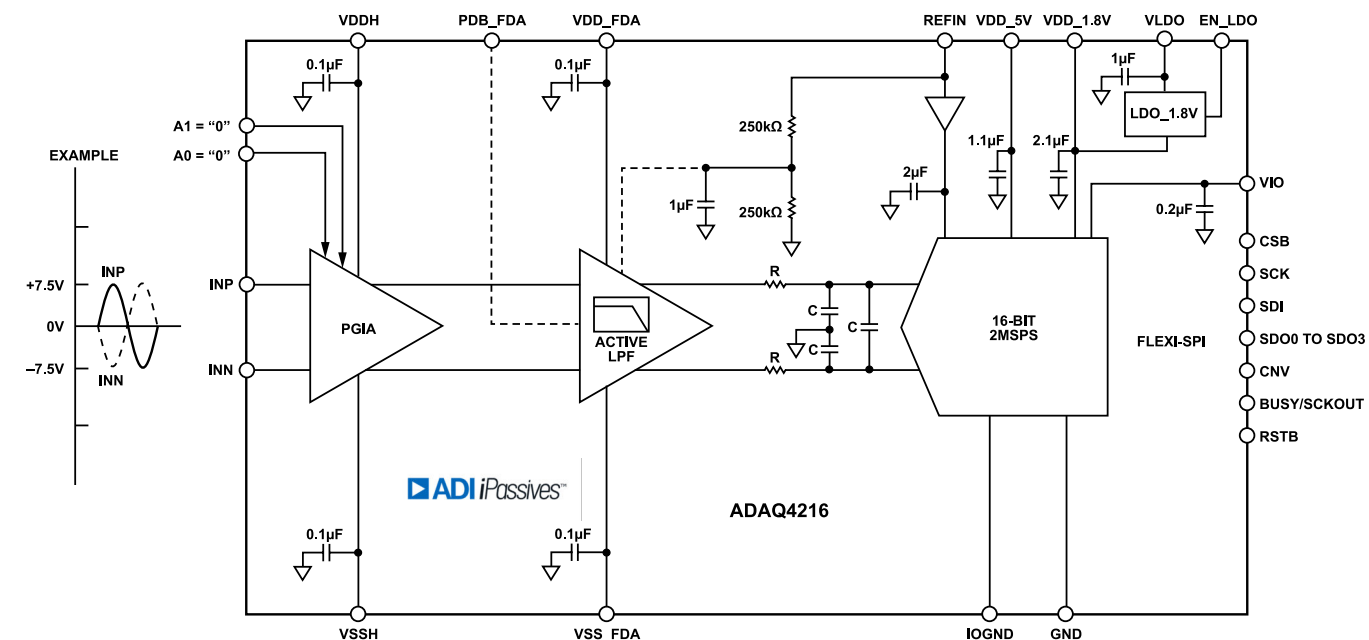 VDDH
PDB_FDA
VDD_FDA
REFIN
VDD_5V
VDD_1.8V
VLDO
EN_LDO
0.1µF
0.1µF
1µF
LDO_1.8V
A1 = “0”
A0 = “0”
250kΩ
1.1µF
2.1µF
EXAMPLE
2µF
1µF
250kΩ
VIO
0.2µF
CSB
INP
+7.5V
0V
–7.5V
INN
INP
INN
PGIA
ACTIVE
LPF
R
C
C
C
R
16-BIT
2MSPS
FLEXI-SPI
SCK
SDI
SDO0 TO SDO3
CNV
BUSY/SCKOUT
RSTB
ADI iPassives™
ADAQ4216
0.1µF
0.1µF
VSSH
VSS_FDA
IOGND
GND